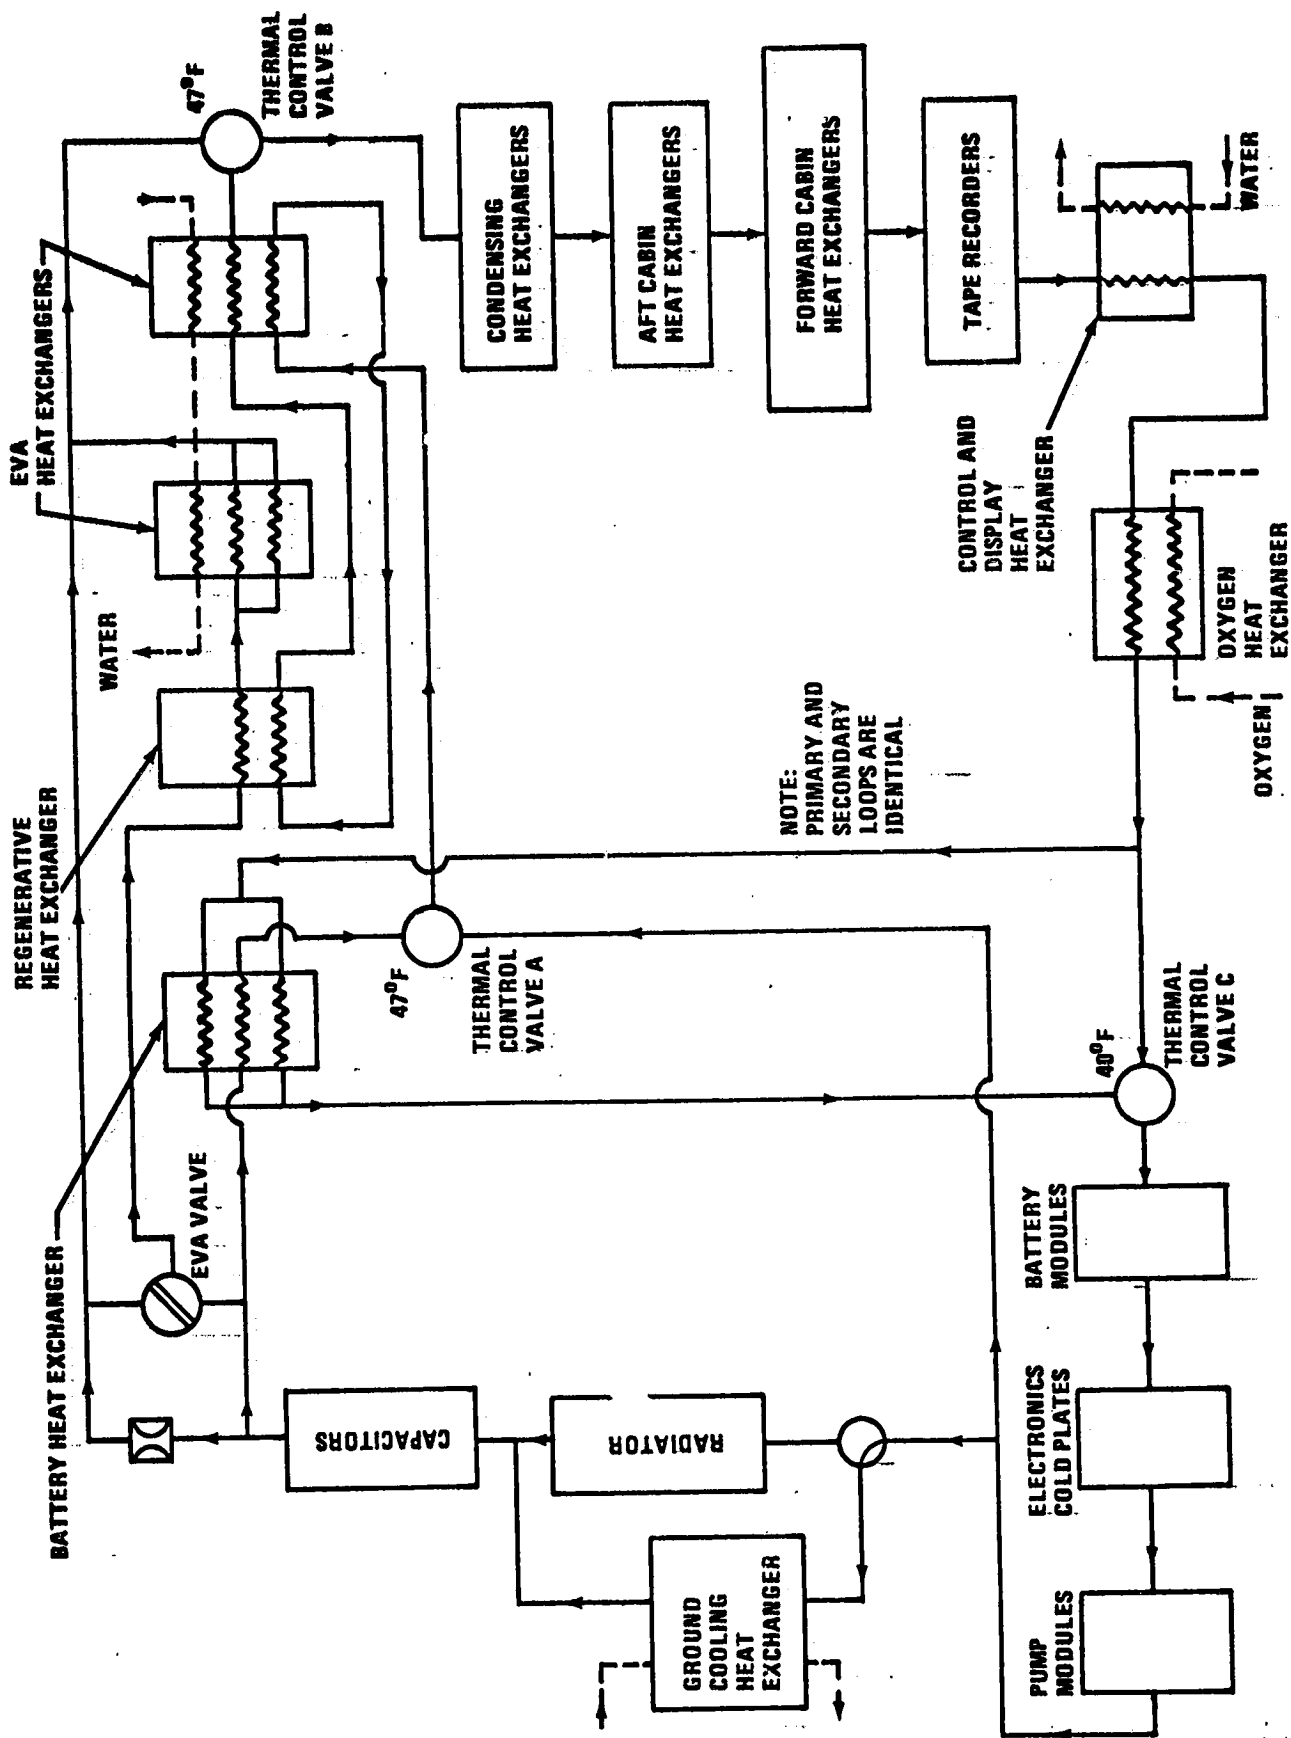 BATTERY HEAT EXCHANGER
REGENERATIVE
HEAT EXCHANGER
EVA
HEAT EXCHANGERS
WATER
47°F
THERMAL
CONTROL
VALVE B
EVA VALVE
47°F
THERMAL
CONTROL
VALVE A
CAPACITORS
RADIATOR
GROUND
COOLING
HEAT
EXCHANGER
CONDENSING
HEAT EXCHANGERS
AFT CABIN
HEAT EXCHANGERS
FORWARD CABIN
HEAT EXCHANGERS
TAPE RECORDERS
NOTE:
PRIMARY AND
SECONDARY
LOOPS ARE
IDENTICAL
CONTROL AND
DISPLAY
HEAT
EXCHANGER
WATER
OXYGEN
HEAT
EXCHANGER
OXYGEN
40°F
THERMAL
CONTROL
VALVE C
BATTERY
MODULES
ELECTRONICS
COLD PLATES
PUMP
MODULES